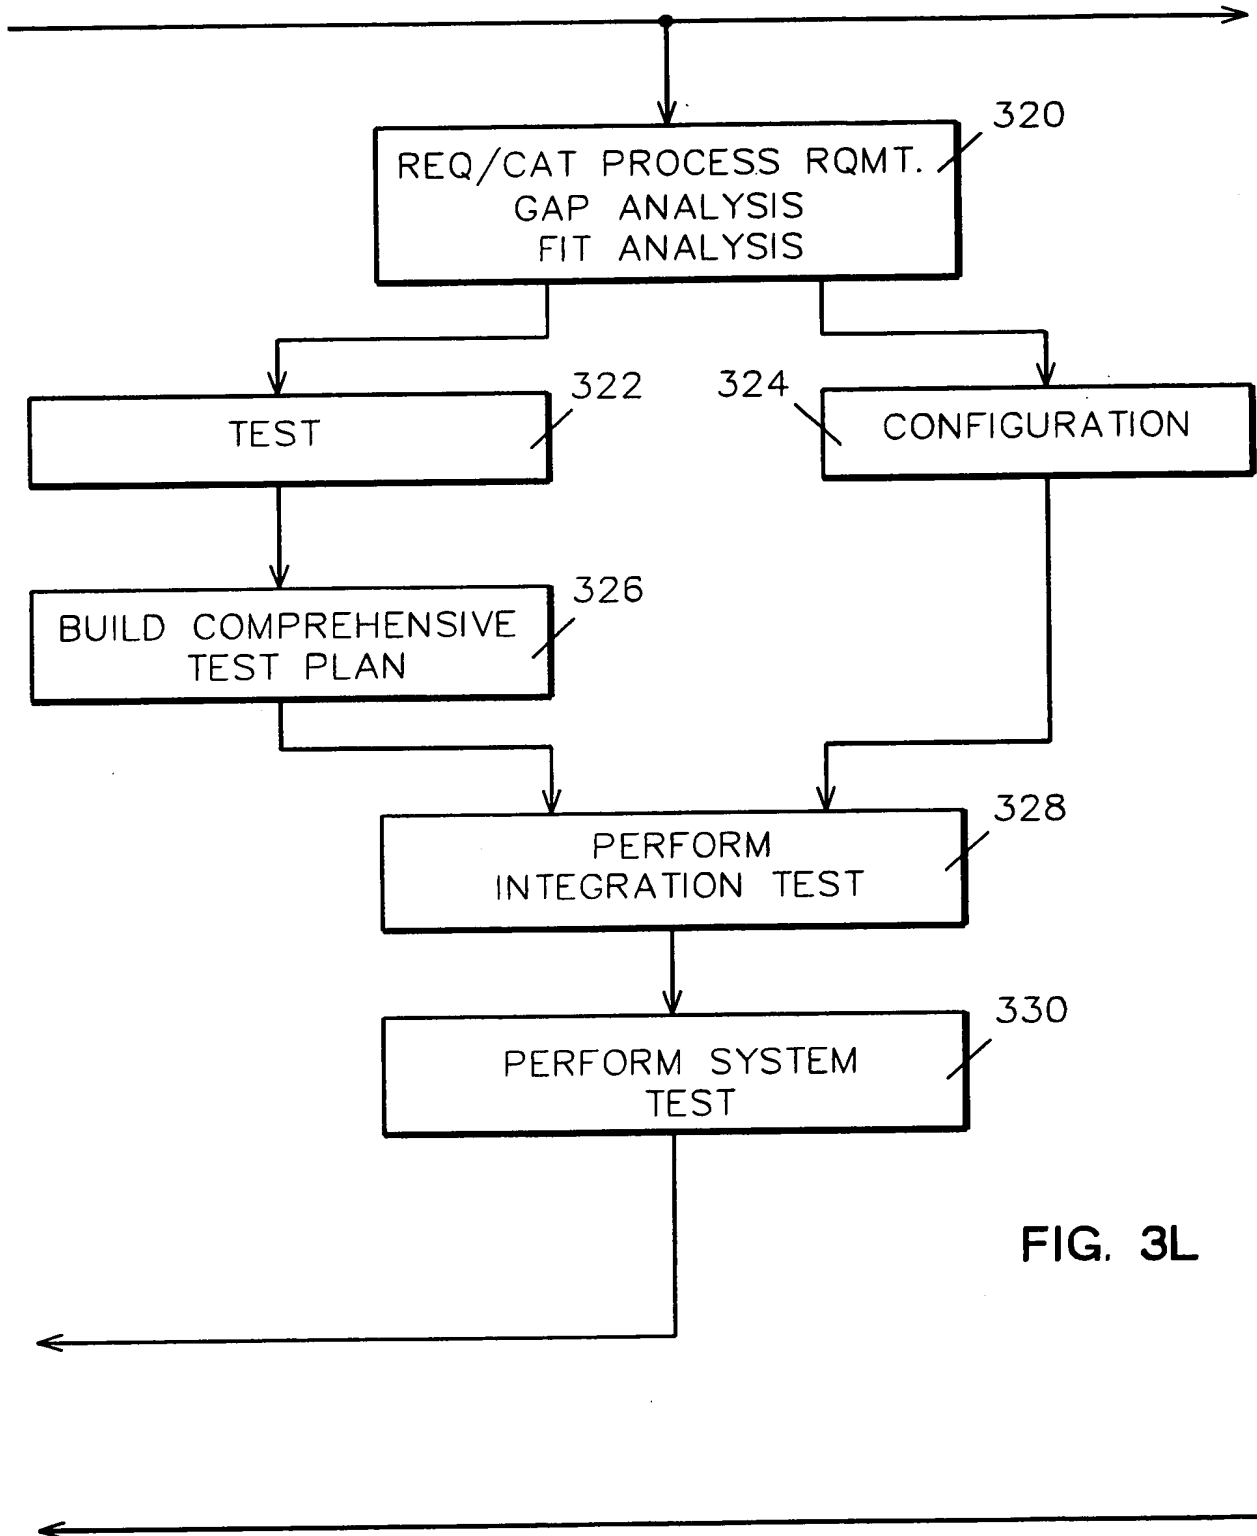 320
REQ/CAT PROCESS RQMT.
GAP ANALYSIS
FIT ANALYSIS
322
TEST
324
CONFIGURATION
326
BUILD COMPREHENSIVE
TEST PLAN
328
PERFORM
INTEGRATION TEST
330
PERFORM SYSTEM
TEST
FIG. 3L